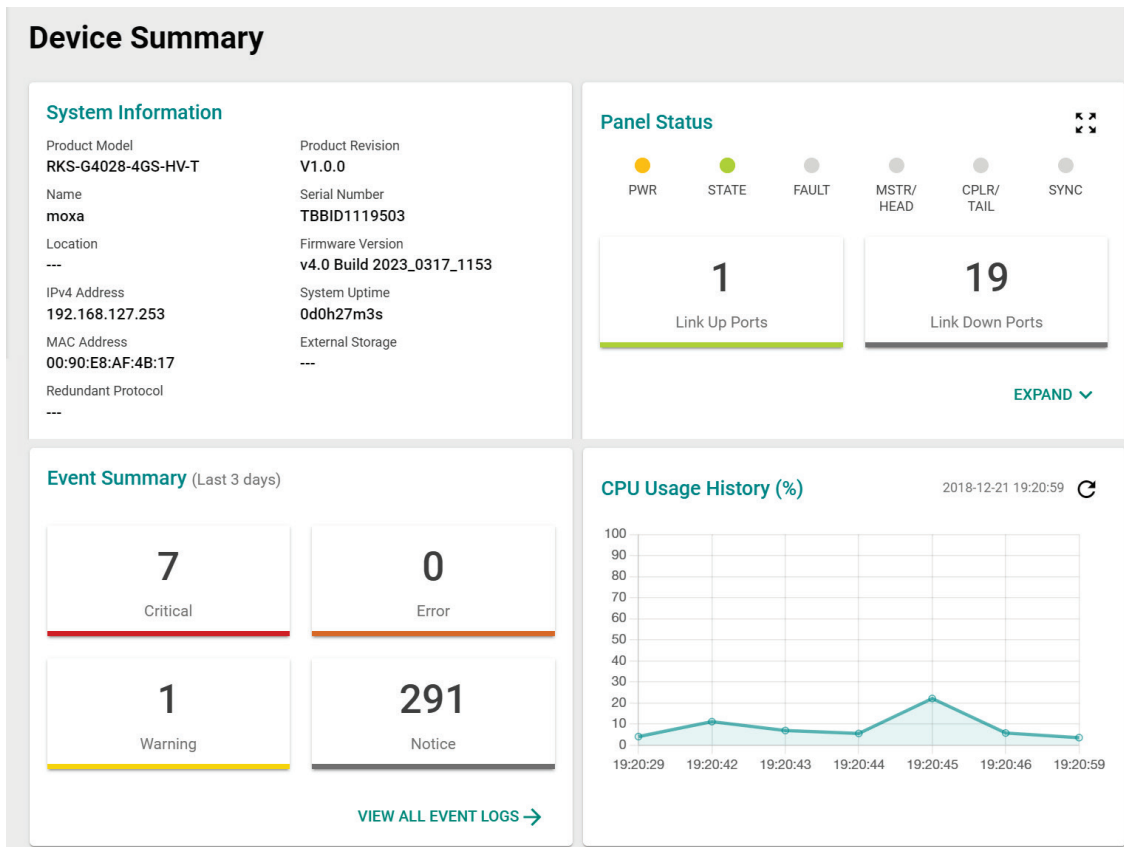 Device Summary
System Information
Product Model
RKS-G4028-4GS-HV-T
Product Revision
V1.0.0
Name
moxa
Serial Number
TBBID1119503
Location
---
Firmware Version
v4.0 Build 2023_0317_1153
IPv4 Address
192.168.127.253
System Uptime
0d0h27m3s
MAC Address
00:90:E8:AF:4B:17
External Storage
---
Redundant Protocol
---
Panel Status
PWR
STATE
FAULT
MSTR/
HEAD
CPLR/
TAIL
SYNC
1
Link Up Ports
19
Link Down Ports
EXPAND
Event Summary (Last 3 days)
7
Critical
0
Error
1
Warning
291
Notice
VIEW ALL EVENT LOGS
CPU Usage History (%)
2018-12-21 19:20:59
100
90
80
70
60
50
40
30
20
10
0
19:20:29 19:20:42 19:20:43 19:20:44 19:20:45 19:20:46 19:20:59